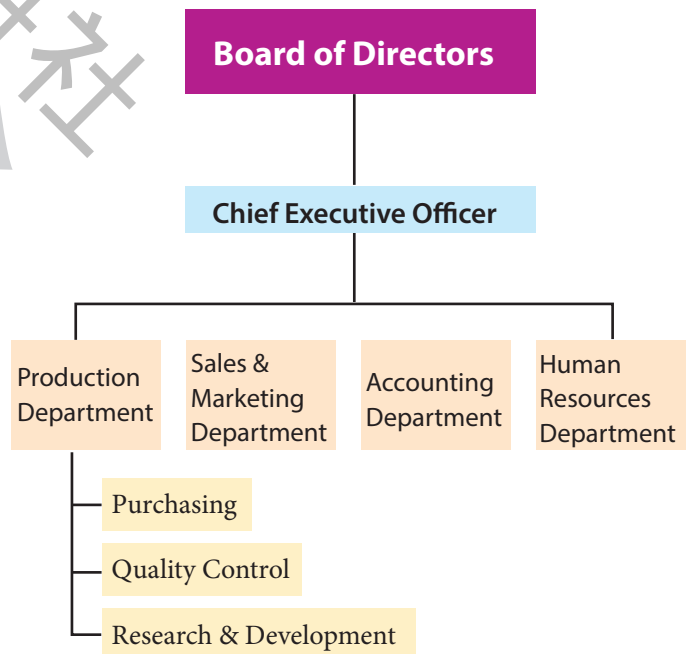 社
Board of Directors
Chief Executive Officer
Production
Department
Sales &
Marketing
Department
Accounting
Department
Human
Resources
Department
Purchasing
Quality Control
Research & Development